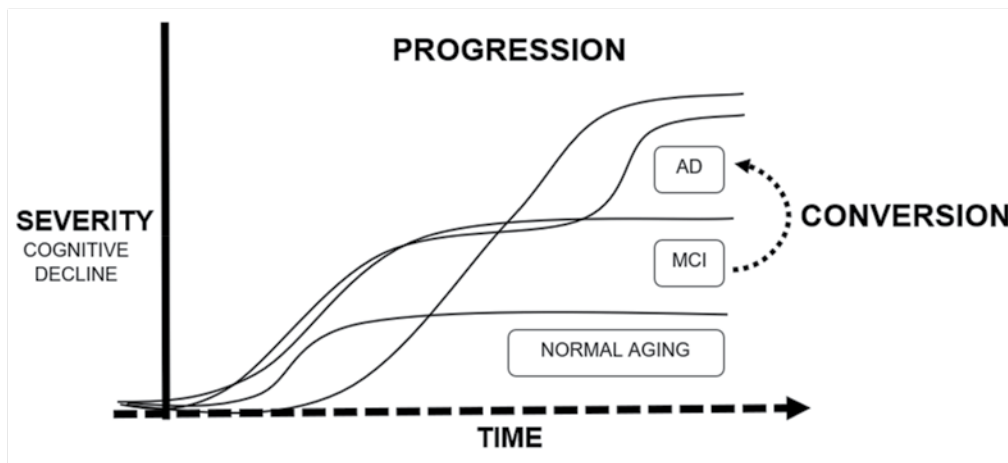 PROGRESSION
AD
SEVERITY
CONVERSION
COGNITIVE
DECLINE
MCI
NORMAL AGING
TIME